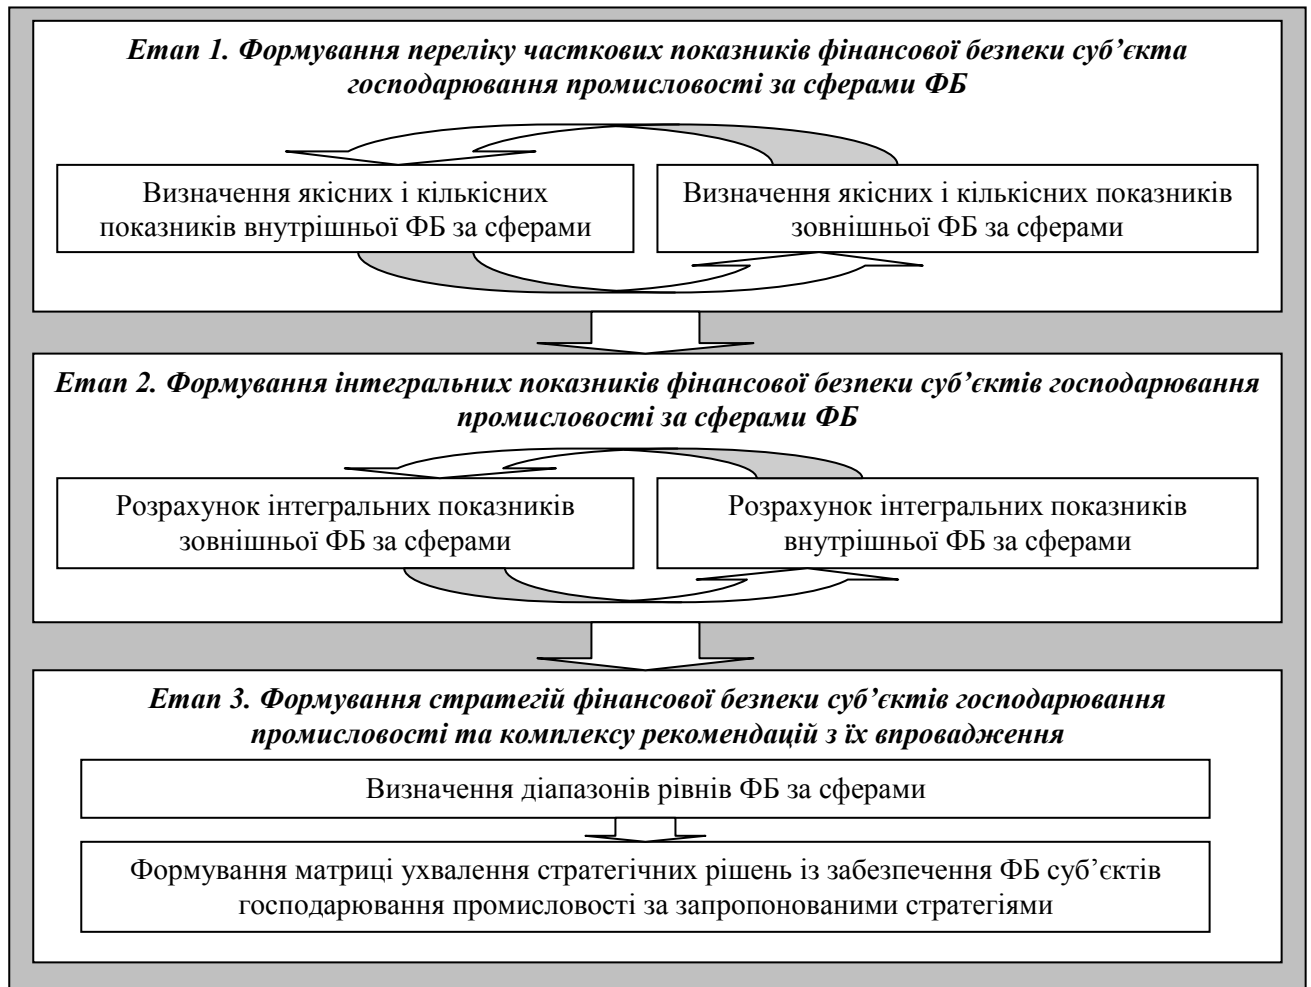 Етап 1. Формування переліку часткових показників фінансової безпеки суб’єкта
господарювання промисловості за сферами ФБ
Визначення якісних і кількісних
показників внутрішньої ФБ за сферами
Визначення якісних і кількісних показників
зовнішньої ФБ за сферами
Етап 2. Формування інтегральних показників фінансової безпеки суб’єктів господарювання
промисловості за сферами ФБ
Розрахунок інтегральних показників
зовнішньої ФБ за сферами
Розрахунок інтегральних показників
внутрішньої ФБ за сферами
Етап 3. Формування стратегій фінансової безпеки суб’єктів господарювання
промисловості та комплексу рекомендацій з їх впровадження
Визначення діапазонів рівнів ФБ за сферами
Формування матриці ухвалення стратегічних рішень із забезпечення ФБ суб’єктів
господарювання промисловості за запропонованими стратегіями